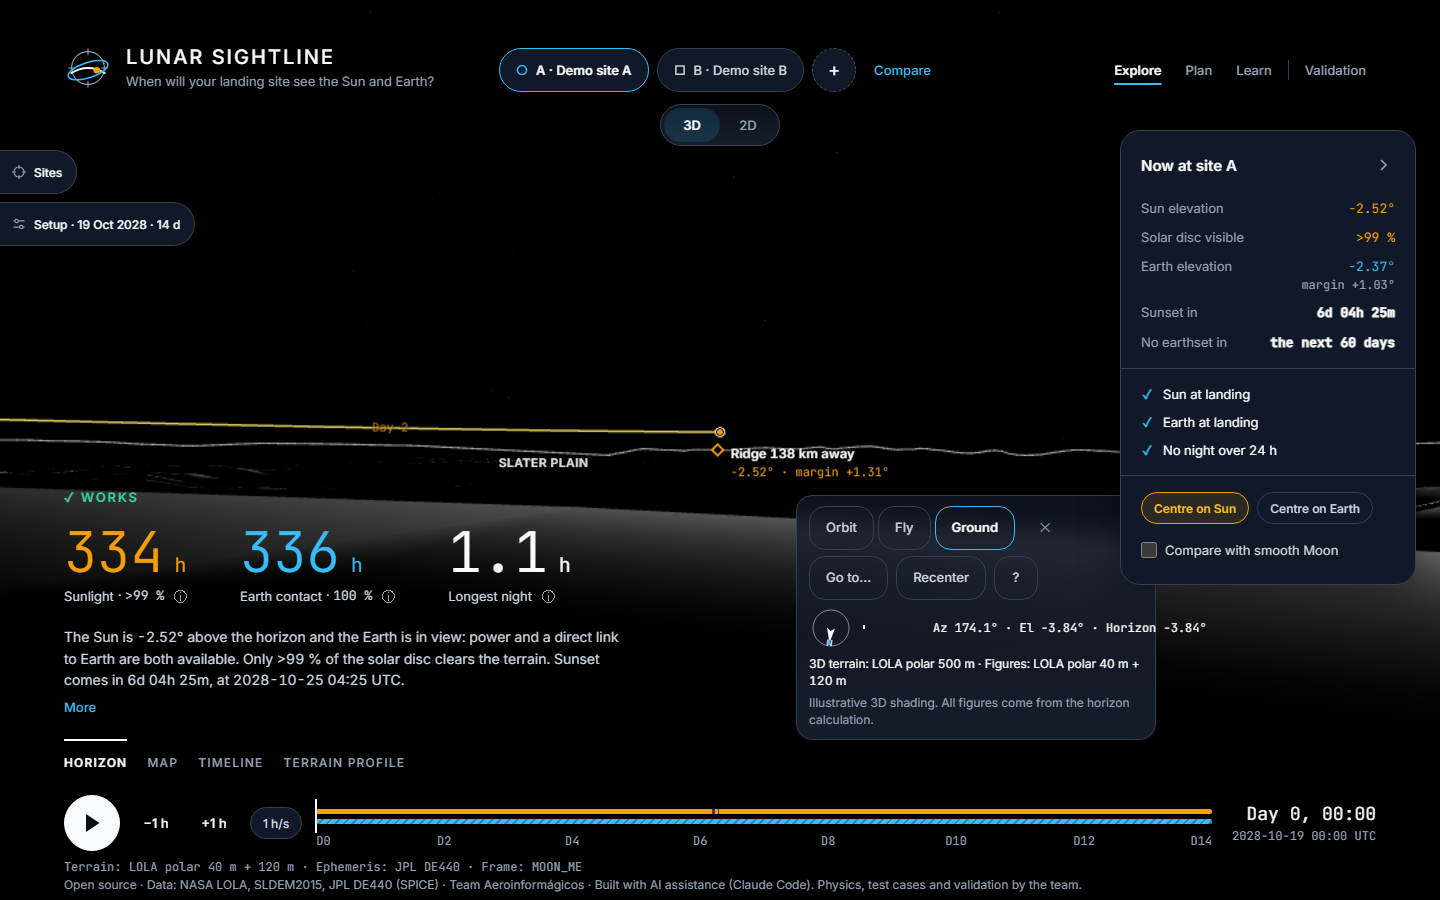 LUNAR SIGHTLINE
When will your landing site see the Sun and Earth?
A · Demo site A
B · Demo site B
+
Compare
Explore
Plan
Learn
Validation
3D
2D
Sites
Setup · 19 Oct 2028 · 14 d
Now at site A
Sun elevation -2.52°
Solar disc visible >99 %
Earth elevation -2.37°
margin +1.03°
Sunset in 6d 04h 25m
No earthset in the next 60 days
✓ Sun at landing
✓ Earth at landing
✓ No night over 24 h
Centre on Sun
Centre on Earth
Compare with smooth Moon
Day 2
Ridge 138 km away
-2.52° · margin +1.31°
SLATER PLAIN
✓ WORKS
334 h
336 h
1.1 h
Sunlight · >99 %
Earth contact · 100 %
Longest night
The Sun is -2.52° above the horizon and the Earth is in view: power and a direct link
to Earth are both available. Only >99 % of the solar disc clears the terrain. Sunset
comes in 6d 04h 25m, at 2028-10-25 04:25 UTC.
More
Orbit
Fly
Ground
×
Go to...
Recenter
?
Az 174.1° · El -3.84° · Horizon -3.84°
3D terrain: LOLA polar 500 m · Figures: LOLA polar 40 m +
120 m
Illustrative 3D shading. All figures come from the horizon
calculation.
HORIZON
MAP
TIMELINE
TERRAIN PROFILE
−1 h
+1 h
1 h/s
D0 D2 D4 D6 D8 D10 D12 D14
Day 0, 00:00
2028-10-19 00:00 UTC
Terrain: LOLA polar 40 m + 120 m · Ephemeris: JPL DE440 · Frame: MOON_ME
Open source · Data: NASA LOLA, SLDEM2015, JPL DE440 (SPICE) · Team Aeroinformágicos · Built with AI assistance (Claude Code). Physics, test cases and validation by the team.